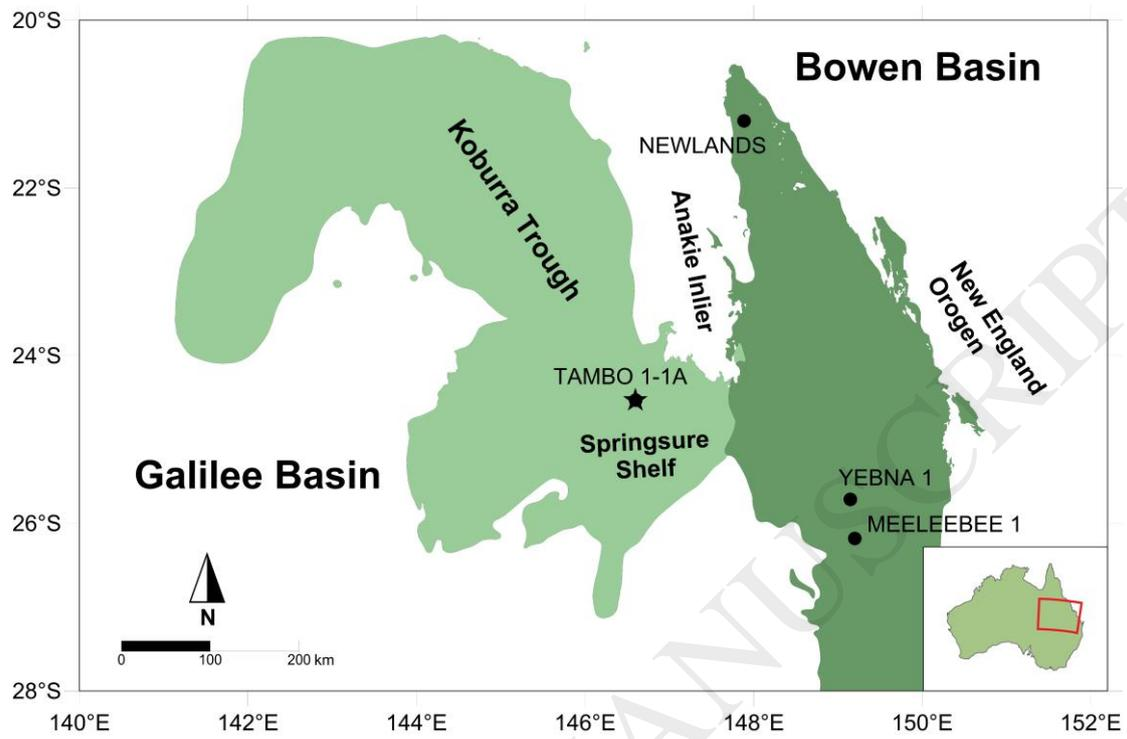 20°S
Bowen Basin
NEWLANDS
Koburra Trough
22°S
Anakie Inlier
New England
Orogen
24°S
TAMBO 1-1A
Springsure
Shelf
Galilee Basin
YEBNA 1
26°S
MEELEEBEE 1
N
0 100 200 km
28°S
140°E 142°E 144°E 146°E 148°E 150°E 152°E
ANUSCRIPT